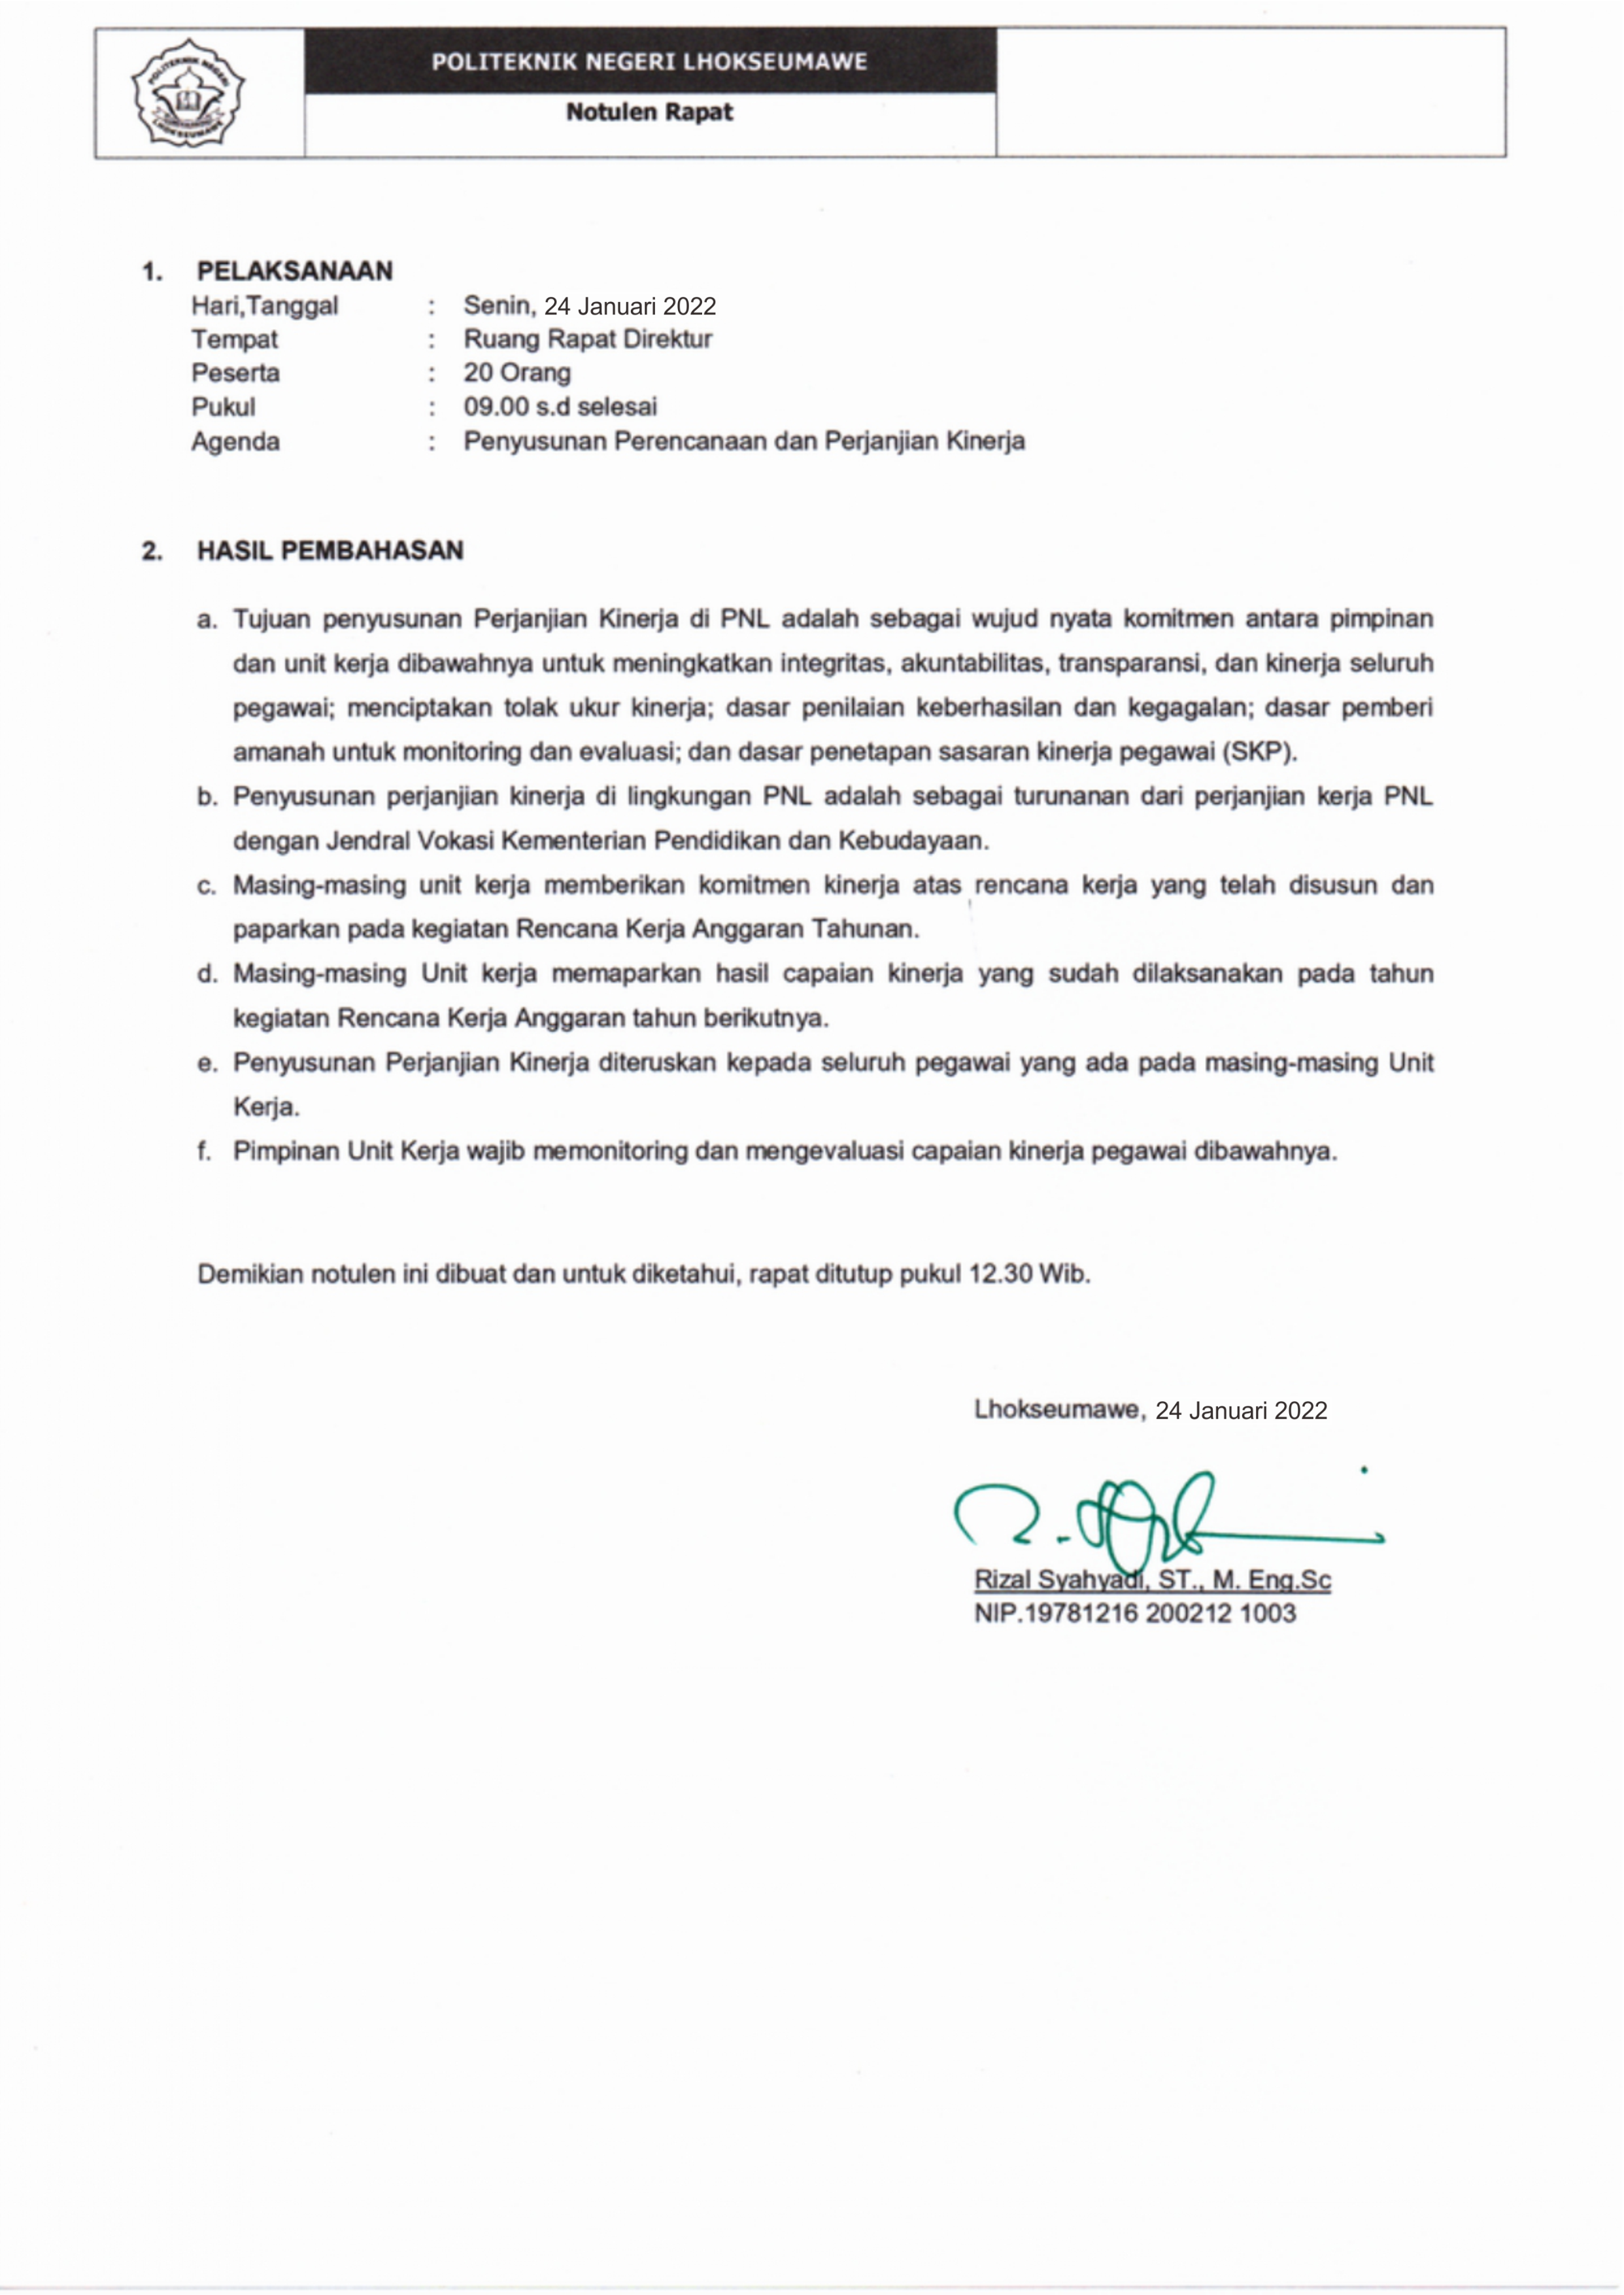 POLITEKNIK NEGERI LHOKSEUMAWE
Notulen Rapat
POLITEKNIK NEGERI
LHOKSEUMAWE
1. PELAKSANAAN
Hari,Tanggal : Senin, 24 Januari 2022
Tempat : Ruang Rapat Direktur
Peserta : 20 Orang
Pukul : 09.00 s.d selesai
Agenda : Penyusunan Perencanaan dan Perjanjian Kinerja
2. HASIL PEMBAHASAN
a. Tujuan penyusunan Perjanjian Kinerja di PNL adalah sebagai wujud nyata komitmen antara pimpinan
dan unit kerja dibawahnya untuk meningkatkan integritas, akuntabilitas, transparansi, dan kinerja seluruh
pegawai; menciptakan tolak ukur kinerja; dasar penilaian keberhasilan dan kegagalan; dasar pemberi
amanah untuk monitoring dan evaluasi; dan dasar penetapan sasaran kinerja pegawai (SKP).
b. Penyusunan perjanjian kinerja di lingkungan PNL adalah sebagai turunanan dari perjanjian kerja PNL
dengan Jendral Vokasi Kementerian Pendidikan dan Kebudayaan.
c. Masing-masing unit kerja memberikan komitmen kinerja atas rencana kerja yang telah disusun dan
paparkan pada kegiatan Rencana Kerja Anggaran Tahunan.
d. Masing-masing Unit kerja memaparkan hasil capaian kinerja yang sudah dilaksanakan pada tahun
kegiatan Rencana Kerja Anggaran tahun berikutnya.
e. Penyusunan Perjanjian Kinerja diteruskan kepada seluruh pegawai yang ada pada masing-masing Unit
Kerja.
f. Pimpinan Unit Kerja wajib memonitoring dan mengevaluasi capaian kinerja pegawai dibawahnya.
Demikian notulen ini dibuat dan untuk diketahui, rapat ditutup pukul 12.30 Wib.
Lhokseumawe, 24 Januari 2022
Rizal Syahyadi, ST., M. Eng.Sc
NIP.19781216 200212 1003